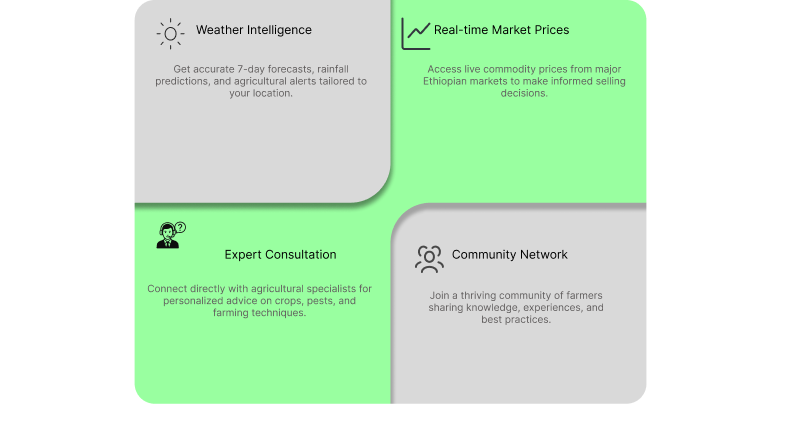 Weather Intelligence
Get accurate 7-day forecasts, rainfall
predictions, and agricultural alerts tailored to
your location.
Real-time Market Prices
Access live commodity prices from major
Ethiopian markets to make informed selling
decisions.
?
Expert Consultation
Connect directly with agricultural specialists for
personalized advice on crops, pests, and
farming techniques.
Community Network
Join a thriving community of farmers
sharing knowledge, experiences, and
best practices.